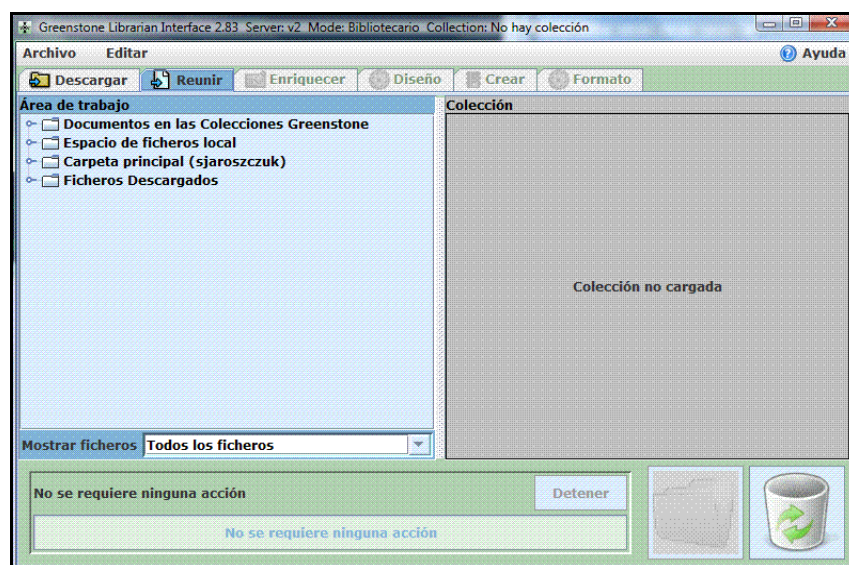 Greenstone Librarian Interface 2.83 Server: v2 Mode: Bibliotecario Collection: No hay colección
Archivo Editar Ayuda
Descargar Reunir Enriquecer Diseño Crear Formato
Área de trabajo
Documentos en las Colecciones Greenstone
Espacio de ficheros local
Carpeta principal (sjaroszczuk)
Ficheros Descargados
Mostrar ficheros Todos los ficheros
Colección
Colección no cargada
No se requiere ninguna acción Detener
No se requiere ninguna acción